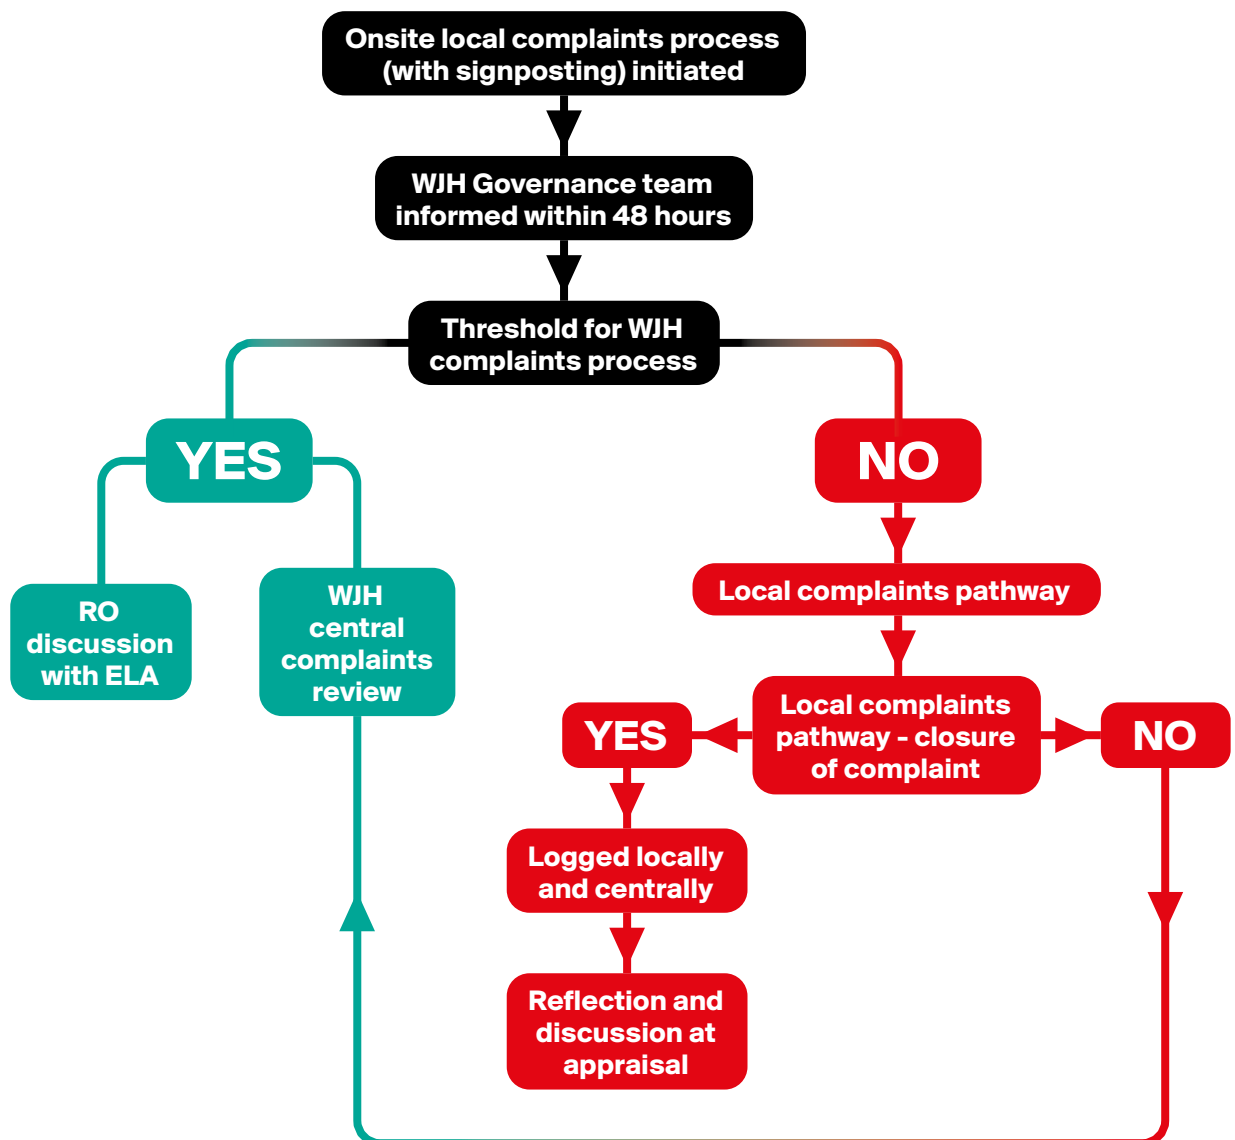 Onsite local complaints process
(with signposting) initiated
WJH Governance team
informed within 48 hours
Threshold for WJH
complaints process
YES
NO
RO
discussion
with ELA
WJH
central
complaints
review
Local complaints pathway
Local complaints
pathway - closure
of complaint
YES
NO
Logged locally
and centrally
Reflection and
discussion at
appraisal